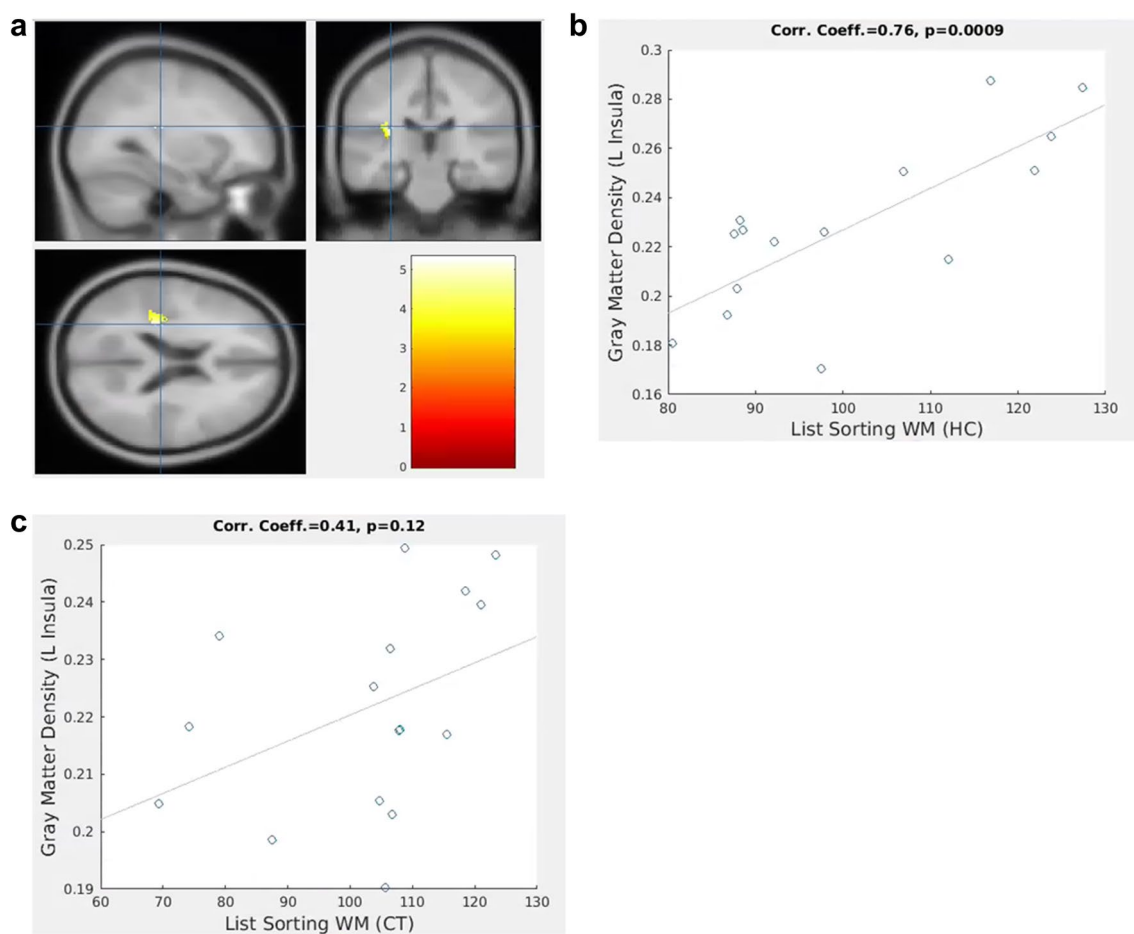 a
5
4
3
2
1
0
b
Corr. Coeff.=0.76, p=0.0009
Gray Matter Density (L Insula)
0.3
0.28
0.26
0.24
0.22
0.2
0.18
0.16
80 90 100 110 120 130
List Sorting WM (HC)
c
Corr. Coeff.=0.41, p=0.12
Gray Matter Density (L Insula)
0.25
0.24
0.23
0.22
0.21
0.2
0.19
60 70 80 90 100 110 120 130
List Sorting WM (CT)